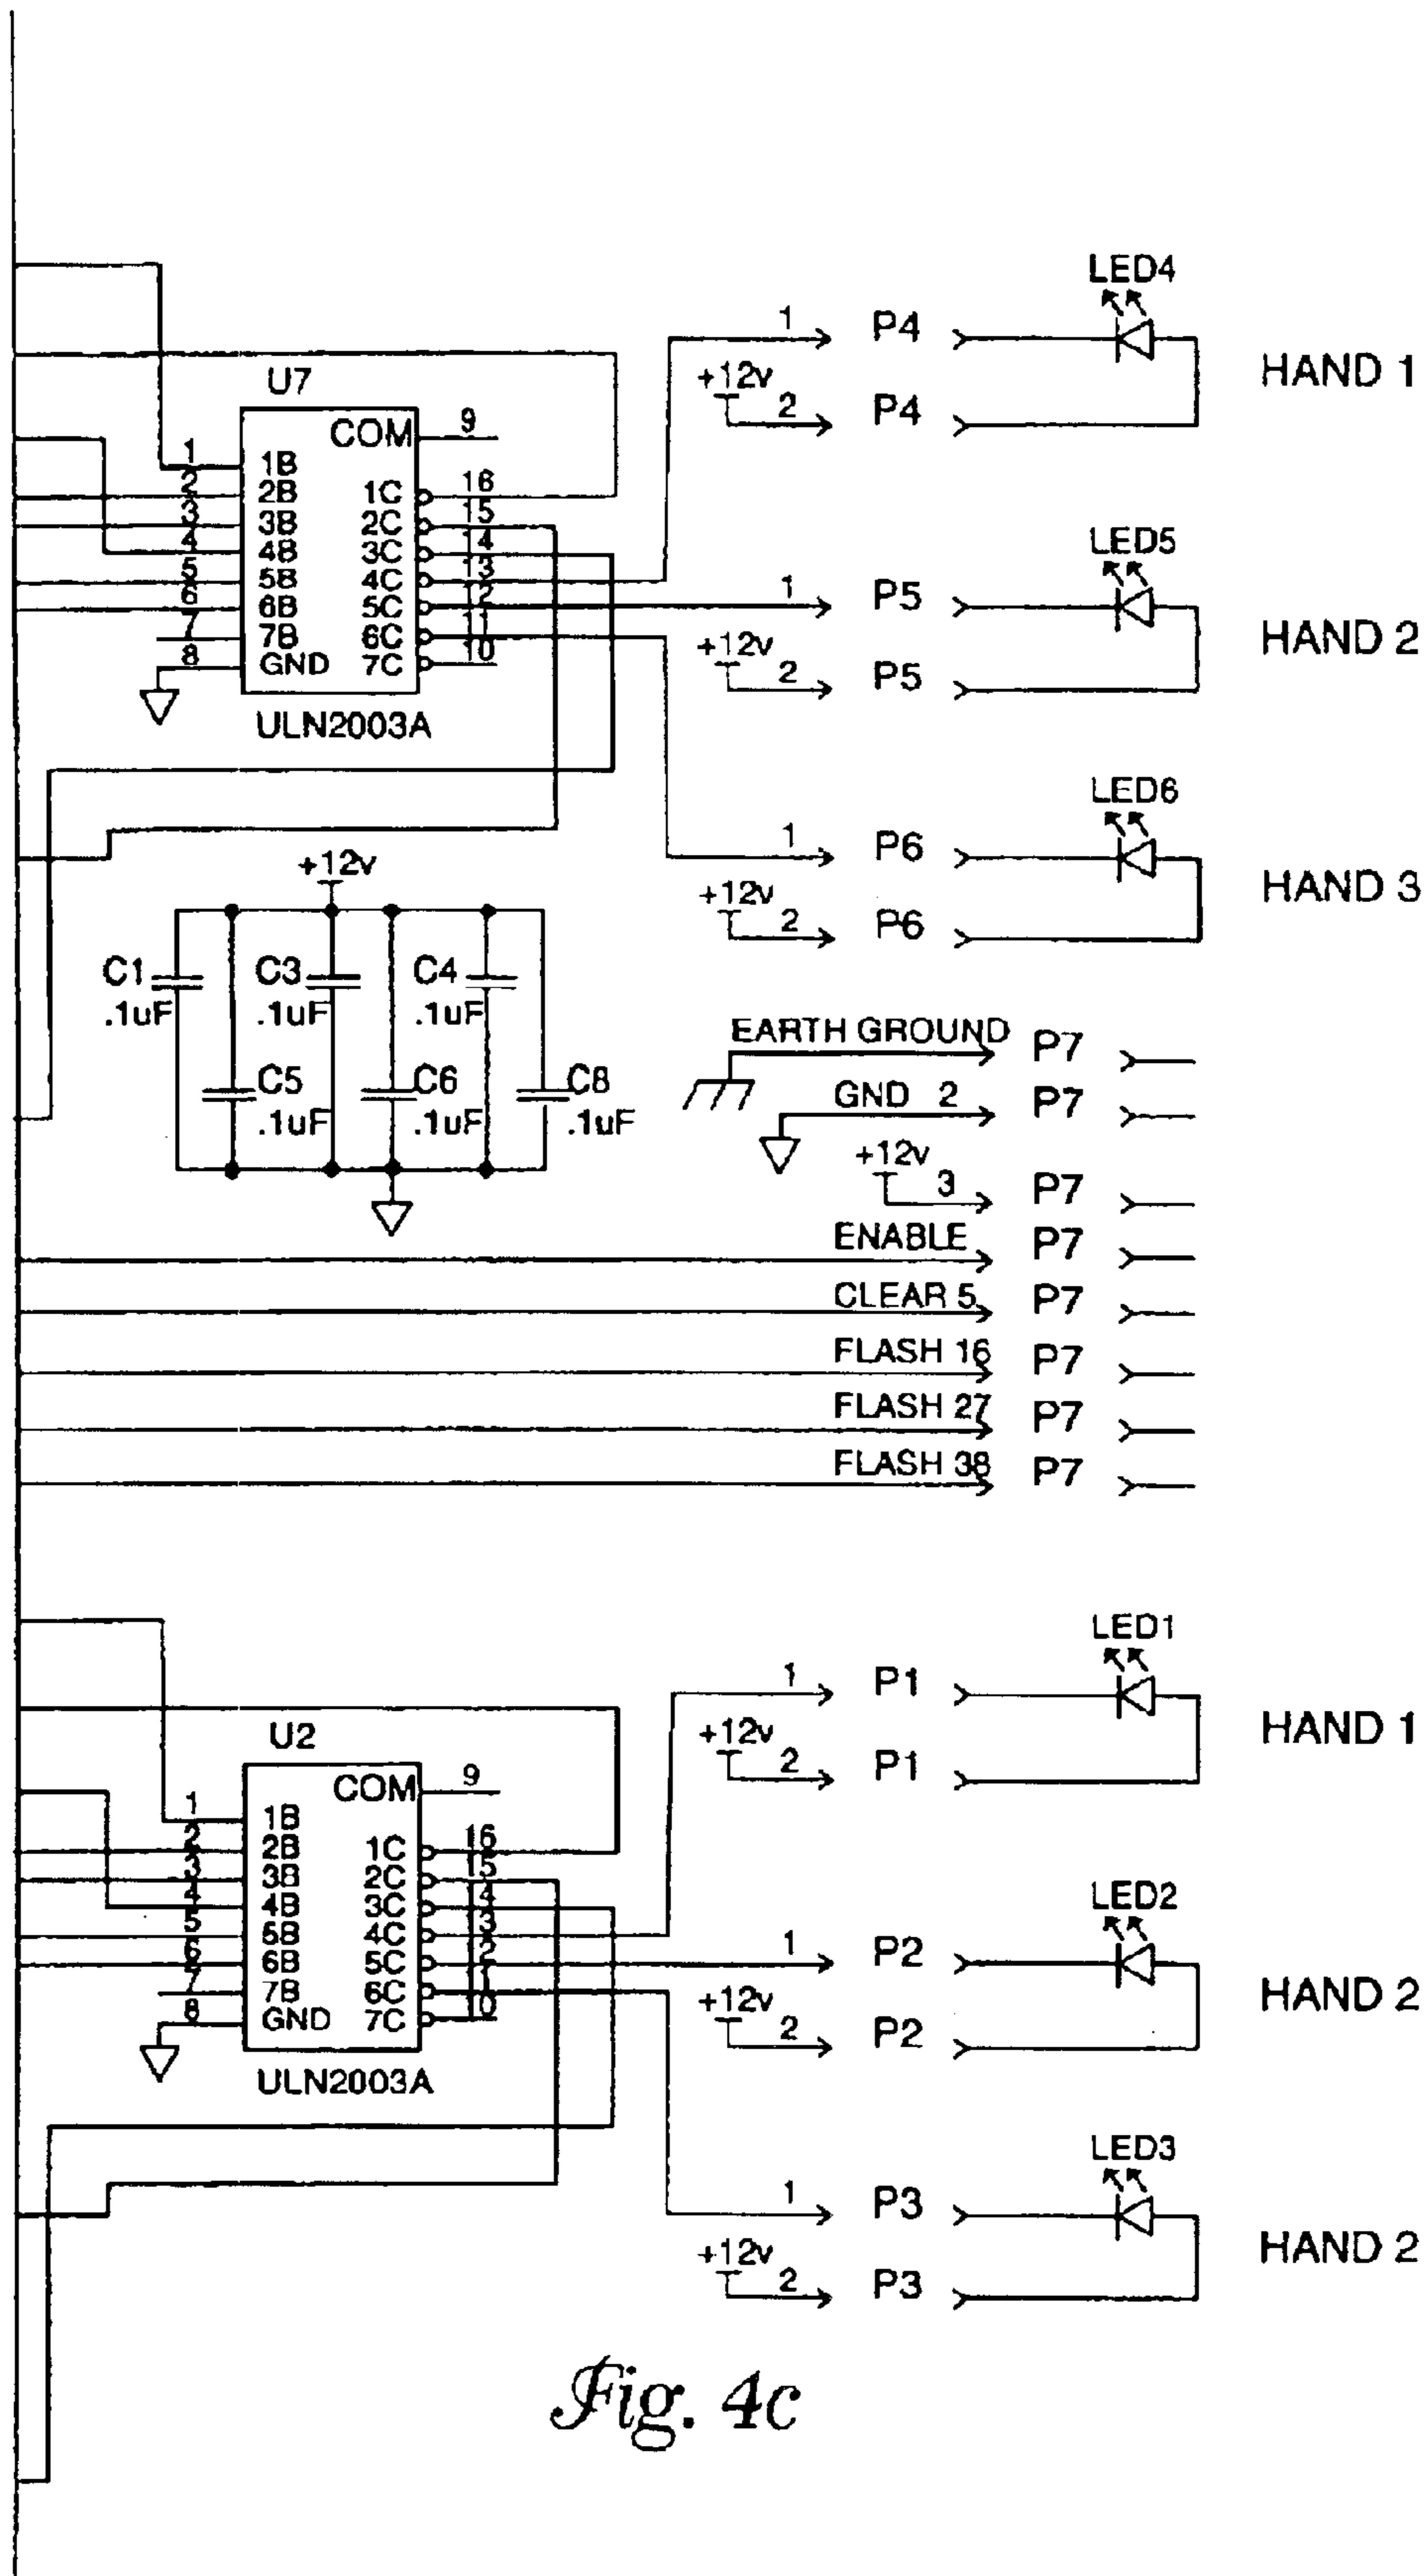 LED4
1 P4
HAND 1
+12v
2 P4
U7
COM 9
1 1B
2 2B 1C 16
3 3B 2C 15
4 4B 3C 14
5 5B 4C 13
6 6B 5C 12
7 7B 6C 11
8 GND 7C 10
ULN2003A
LED5
1 P5
HAND 2
+12v
2 P5
LED6
1 P6
HAND 3
+12v
2 P6
+12v
C1 C3 C4
.1uF .1uF .1uF
C5 C6 C8
.1uF .1uF .1uF
EARTH GROUND P7
GND 2 P7
+12v
3 P7
ENABLE P7
CLEAR 5 P7
FLASH 16 P7
FLASH 27 P7
FLASH 38 P7
LED1
1 P1
HAND 1
+12v
2 P1
U2
COM 9
1 1B
2 2B 1C 16
3 3B 2C 15
4 4B 3C 14
5 5B 4C 13
6 6B 5C 12
7 7B 6C 11
8 GND 7C 10
ULN2003A
LED2
1 P2
HAND 2
+12v
2 P2
LED3
1 P3
HAND 2
+12v
2 P3
Fig. 4c